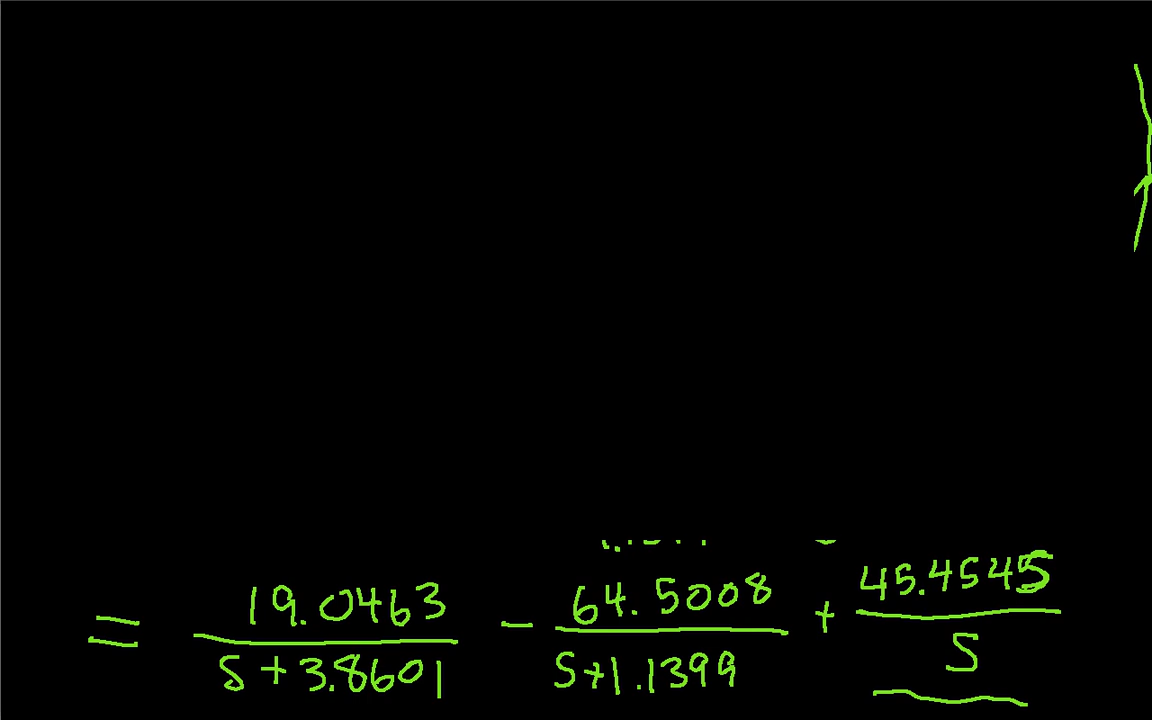 = 19.0463/(s+3.8601) - 64.5008/(s+1.1399) + 45.4545/s